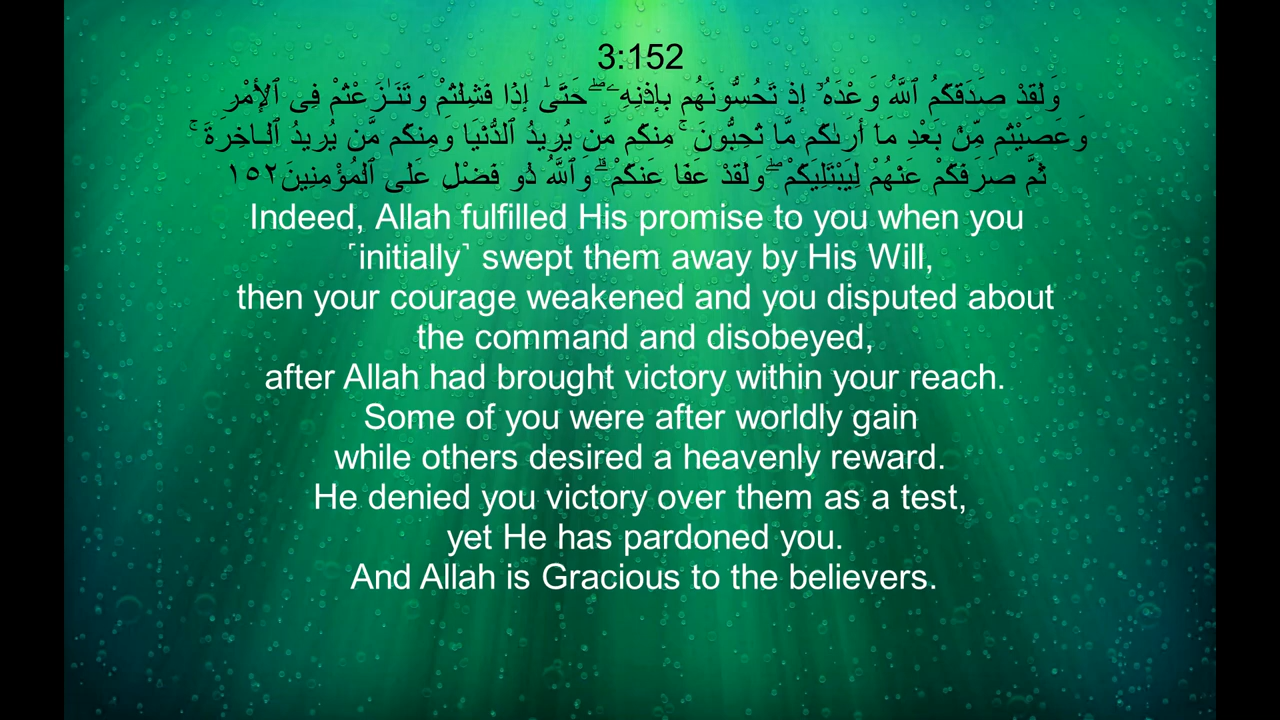 3:152
وَلَقَدْ صَدَقَكُمُ ٱللَّهُ وَعْدَهُۥٓ إِذْ تَحُسُّونَهُم بِإِذْنِهِۦ ۖ حَتَّىٰٓ إِذَا فَشِلْتُمْ وَتَنَـٰزَعْتُمْ فِى ٱلْأَمْرِ
وَعَصَيْتُم مِّنۢ بَعْدِ مَآ أَرَىٰكُم مَّا تُحِبُّونَ ۚ مِنكُم مَّن يُرِيدُ ٱلدُّنْيَا وَمِنكُم مَّن يُرِيدُ ٱلْـَٔاخِرَةَ ۚ
ثُمَّ صَرَفَكُمْ عَنْهُمْ لِيَبْتَلِيَكُمْ ۖ وَلَقَدْ عَفَا عَنكُمْ ۗ وَٱللَّهُ ذُو فَضْلٍ عَلَى ٱلْمُؤْمِنِينَ ١٥٢
Indeed, Allah fulfilled His promise to you when you
˹initially˺ swept them away by His Will,
then your courage weakened and you disputed about
the command and disobeyed,
after Allah had brought victory within your reach.
Some of you were after worldly gain
while others desired a heavenly reward.
He denied you victory over them as a test,
yet He has pardoned you.
And Allah is Gracious to the believers.